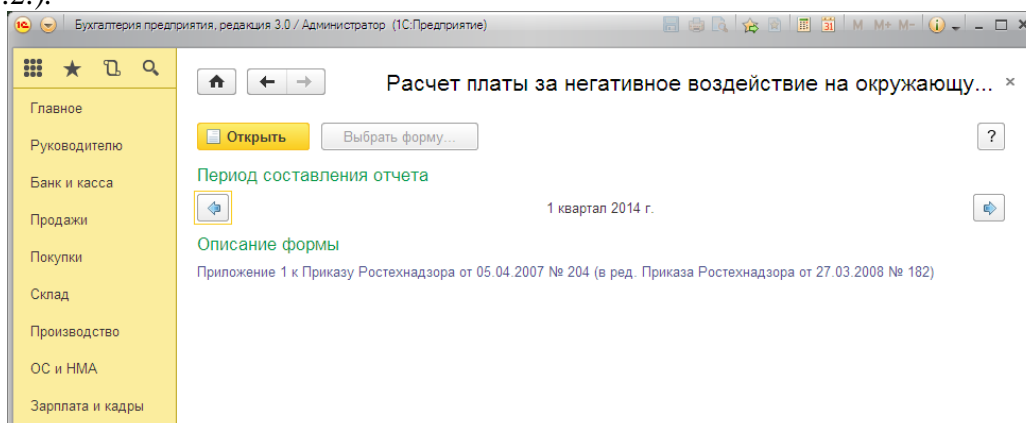 .2.).
Бухгалтерия предприятия, редакция 3.0 / Администратор (1С:Предприятие)
M M+ M-
31
Расчет платы за негативное воздействие на окружающу...
Главное
Открыть
Выбрать форму...
?
Руководителю
Период составления отчета
Банк и касса
1 квартал 2014 г.
Продажи
Описание формы
Покупки
Приложение 1 к Приказу Ростехнадзора от 05.04.2007 № 204 (в ред. Приказа Ростехнадзора от 27.03.2008 № 182)
Склад
Производство
ОС и НМА
Зарплата и кадры